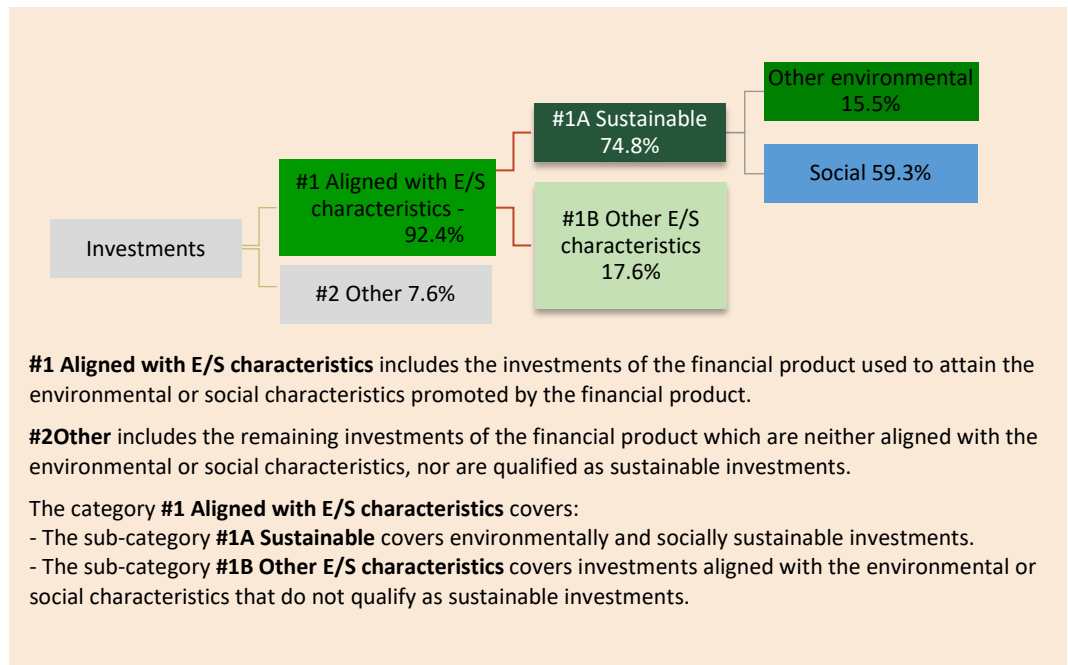 Investments
#1 Aligned with E/S
characteristics -
92.4%
#2 Other 7.6%
#1A Sustainable
74.8%
#1B Other E/S
characteristics
17.6%
Other environmental
15.5%
Social 59.3%
#1 Aligned with E/S characteristics includes the investments of the financial product used to attain the
environmental or social characteristics promoted by the financial product.
#2Other includes the remaining investments of the financial product which are neither aligned with the
environmental or social characteristics, nor are qualified as sustainable investments.
The category #1 Aligned with E/S characteristics covers:
- The sub-category #1A Sustainable covers environmentally and socially sustainable investments.
- The sub-category #1B Other E/S characteristics covers investments aligned with the environmental or
social characteristics that do not qualify as sustainable investments.